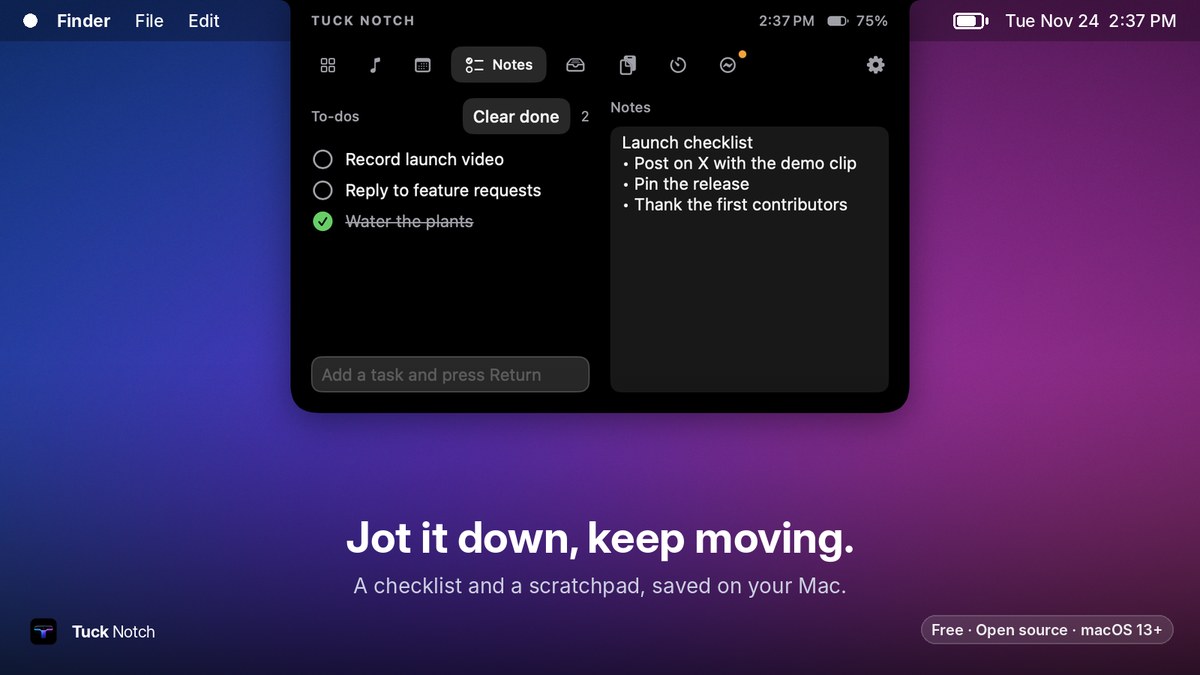 Finder File Edit
Tue Nov 24 2:37 PM
TUCK NOTCH
2:37 PM 75%
Notes
To-dos Clear done 2
Record launch video
Reply to feature requests
Water the plants
Add a task and press Return
Notes
Launch checklist
• Post on X with the demo clip
• Pin the release
• Thank the first contributors
Jot it down, keep moving.
A checklist and a scratchpad, saved on your Mac.
Tuck Notch
Free · Open source · macOS 13+